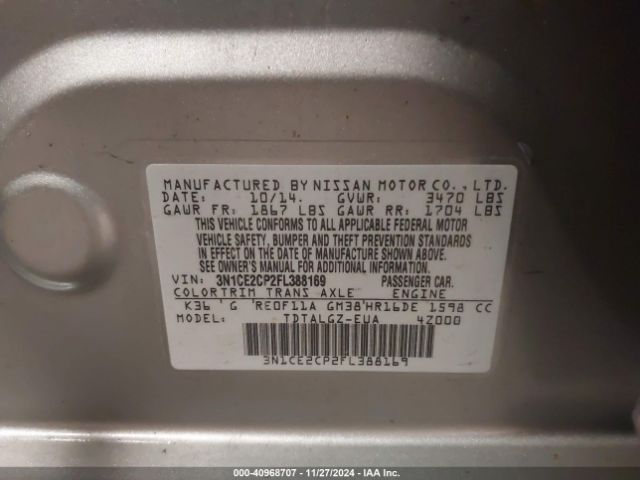 MANUFACTURED BY NISSAN MOTOR CO., LTD.
DATE: 10/14. GVWR: 3470 LBS
GAWR FR: 1867 LBS GAWR RR: 1704 LBS
THIS VEHICLE CONFORMS TO ALL APPLICABLE FEDERAL MOTOR
VEHICLE SAFETY, BUMPER AND THEFT PREVENTION STANDARDS
IN EFFECT ON THE DATE OF MANUFACTURE SHOWN ABOVE.
SEE OWNER'S MANUAL FOR ADDITIONAL INFORMATION.
VIN: 3N1CE2CP2FL388169 PASSENGER CAR.
COLOR TRIM TRANS AXLE ENGINE
K36 'G 'RE0F11A GM38'HR16DE 1598 CC
MODEL: TDTALGZ-EUA 4Z000
3N1CE2CP2FL388169
000-40968707 - 11/27/2024 - IAA Inc.